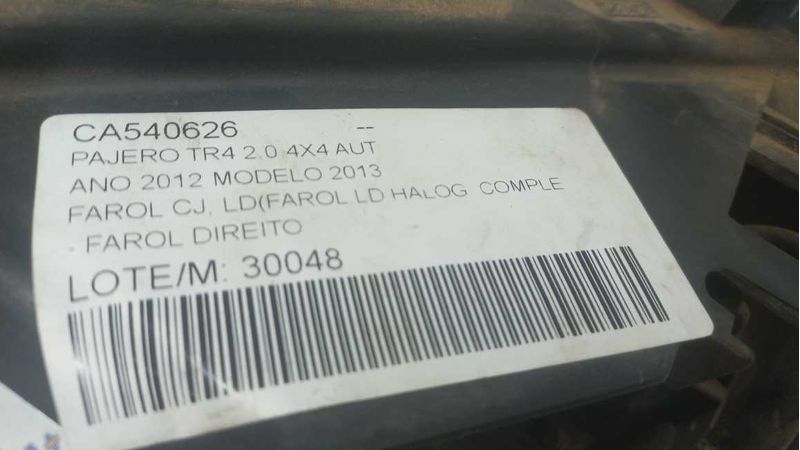 CA540626 --
PAJERO TR4 2.0 4X4 AUT
ANO 2012 MODELO 2013
FAROL CJ, LD(FAROL LD HALOG COMPLE
. FAROL DIREITO
LOTE/M: 30048